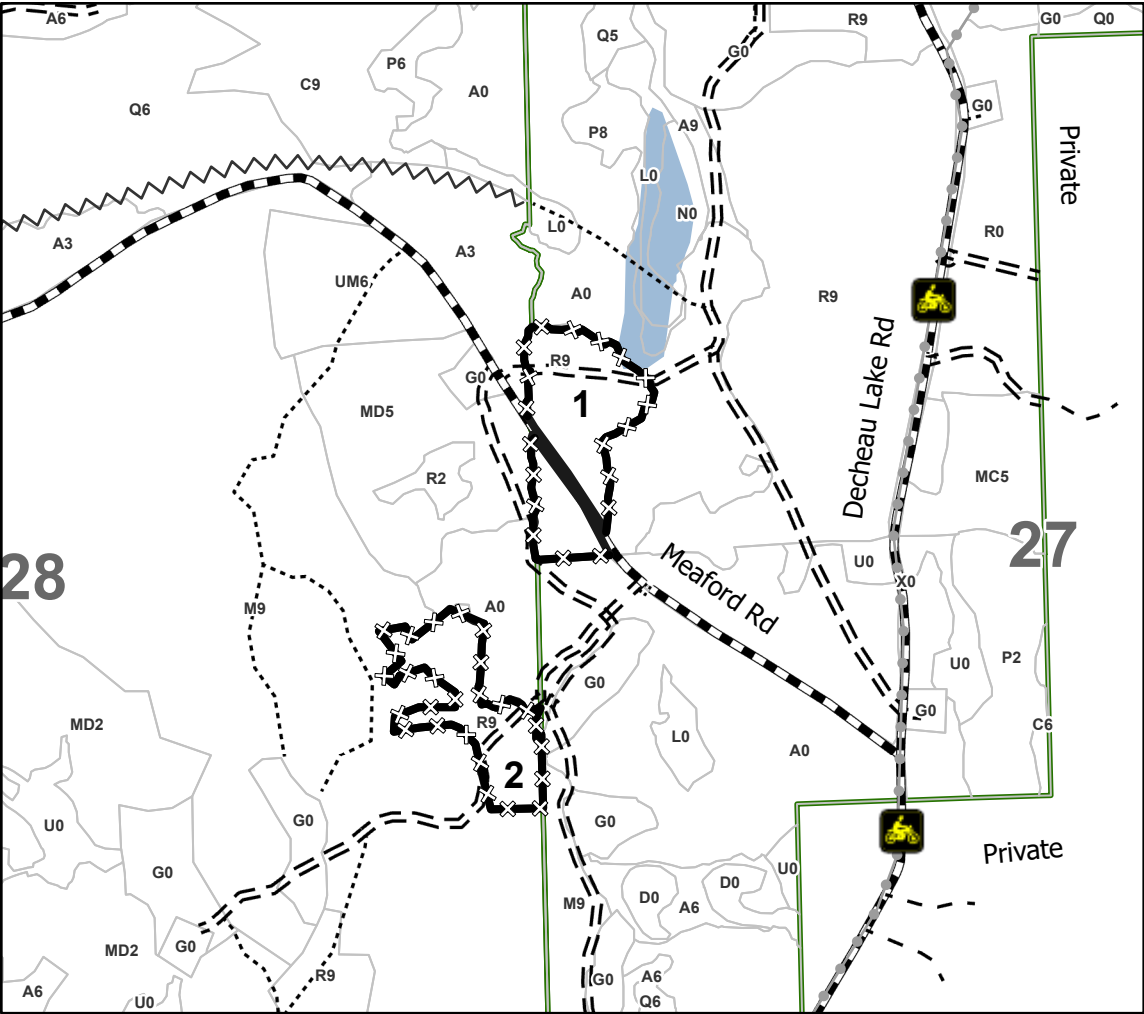 A6
R9
G0
Q0
Q5
G0
P6
C9
A0
Q6
G0
A9
P8
Private
L0
N0
L0
R0
A3
A3
UM6
A0
R9
R9
G0
1
Decheau Lake Rd
MD5
R2
MC5
27
28
U0
Meaford Rd
X0
M9
A0
P2
U0
G0
G0
R9
MD2
C6
L0
A0
2
G0
G0
U0
Private
U0
G0
D0
D0
A6
M9
MD2
G0
R9
G0
A6
A6
U0
Q6